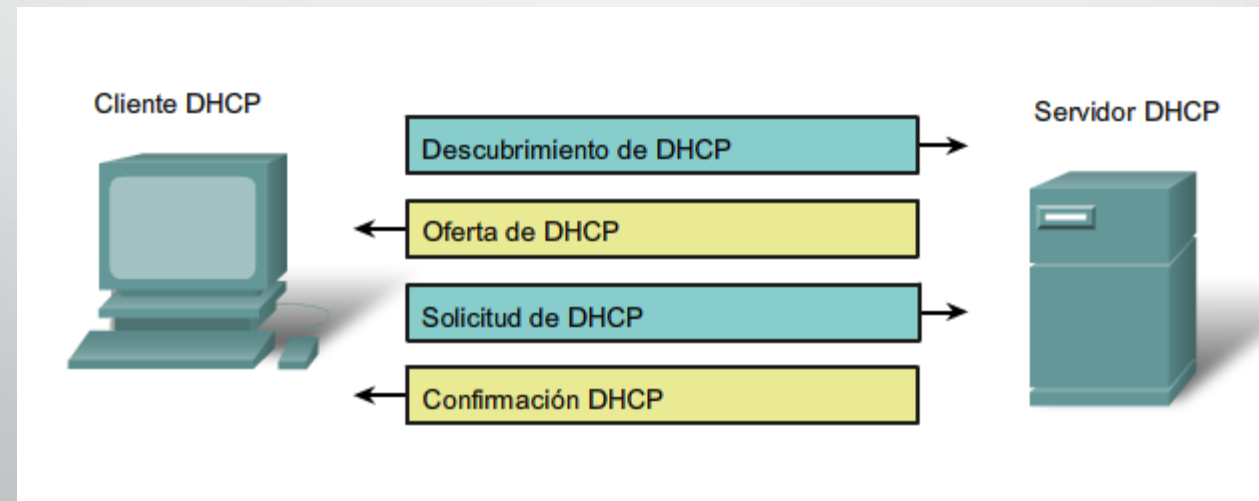 Cliente DHCP
Servidor DHCP
Descubrimiento de DHCP
Oferta de DHCP
Solicitud de DHCP
Confirmación DHCP